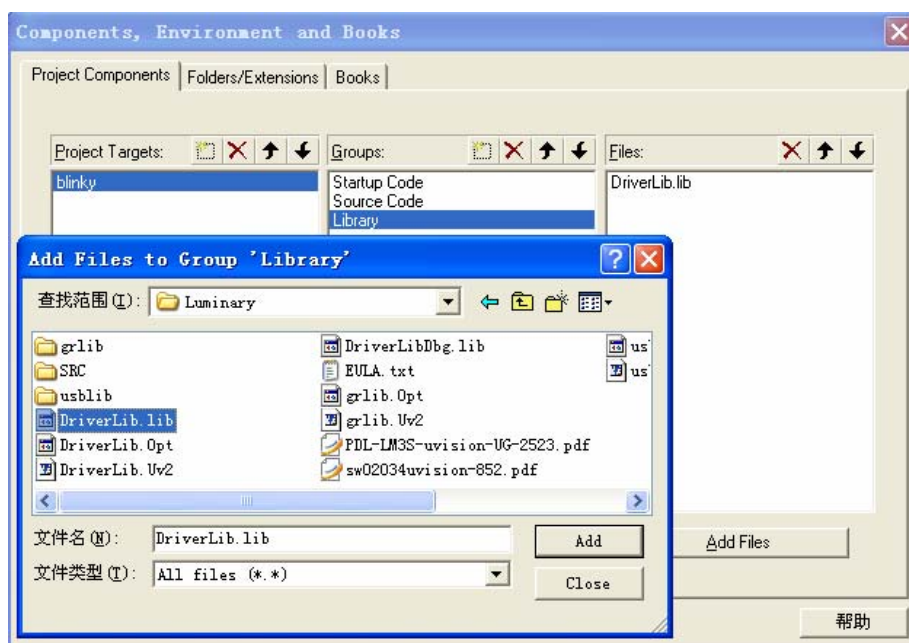 Components, Environment and Books
Project Components Folders/Extensions Books
Project Targets: Groups: Files:
blinky Startup Code DriverLib.lib
Source Code
Library
Add Files to Group 'Library'
查找范围(I): Luminary
grlib DriverLibDbg.lib us
SRC EULA.txt us
usblib grlib.Opt
DriverLib.lib grlib.Uv2
DriverLib.Opt PDL-LM3S-uvision-UG-2523.pdf
DriverLib.Uv2 sw02034uvision-852.pdf
文件名(N): DriverLib.lib Add Add Files
文件类型(T): All files (*.*) Close
帮助